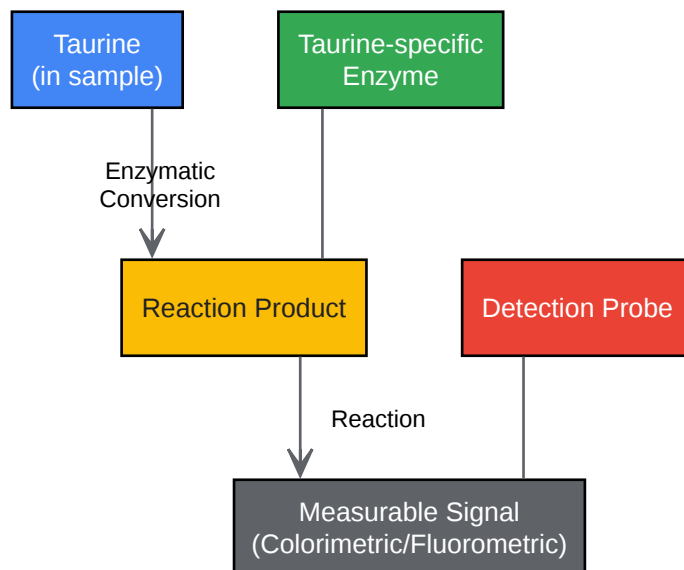 Taurine
(in sample)
Taurine-specific
Enzyme
Enzymatic
Conversion
Reaction Product
Detection Probe
Reaction
Measurable Signal
(Colorimetric/Fluorometric)